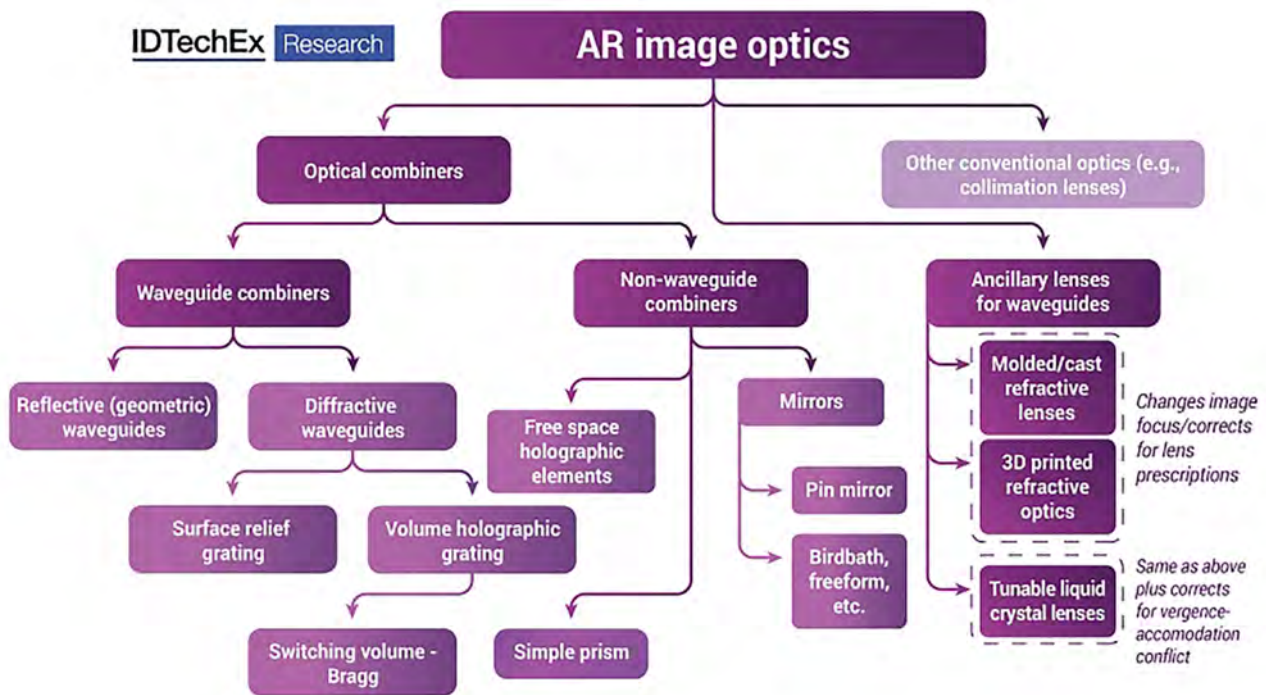 IDTechEx Research
AR image optics
Optical combiners
Other conventional optics (e.g.,
collimation lenses)
Waveguide combiners
Non-waveguide
combiners
Ancillary lenses
for waveguides
Reflective (geometric)
waveguides
Diffractive
waveguides
Free space
holographic
elements
Mirrors
Molded/cast
refractive
lenses
Changes image
focus/corrects
for lens
prescriptions
3D printed
refractive
optics
Surface relief
grating
Volume holographic
grating
Pin mirror
Birdbath,
freeform,
etc.
Switching volume -
Bragg
Simple prism
Tunable liquid
crystal lenses
Same as above
plus corrects
for vergence-
accomodation
conflict